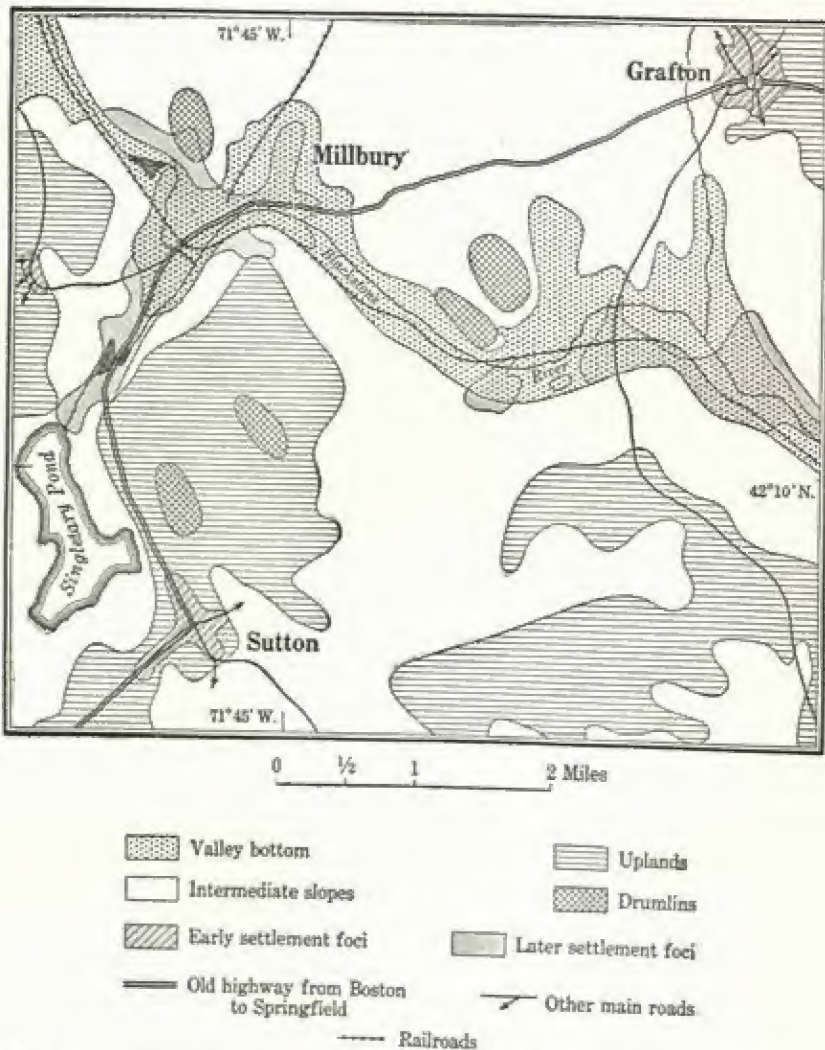 71°45' W.
Grafton
Millbury
Blackstone
River
42°10' N.
Singletary Pond
Sutton
71°45' W.
0 ½ 1 2 Miles
Valley bottom
Uplands
Intermediate slopes
Drumlins
Early settlement foci
Later settlement foci
Old highway from Boston
to Springfield
Other main roads
Railroads